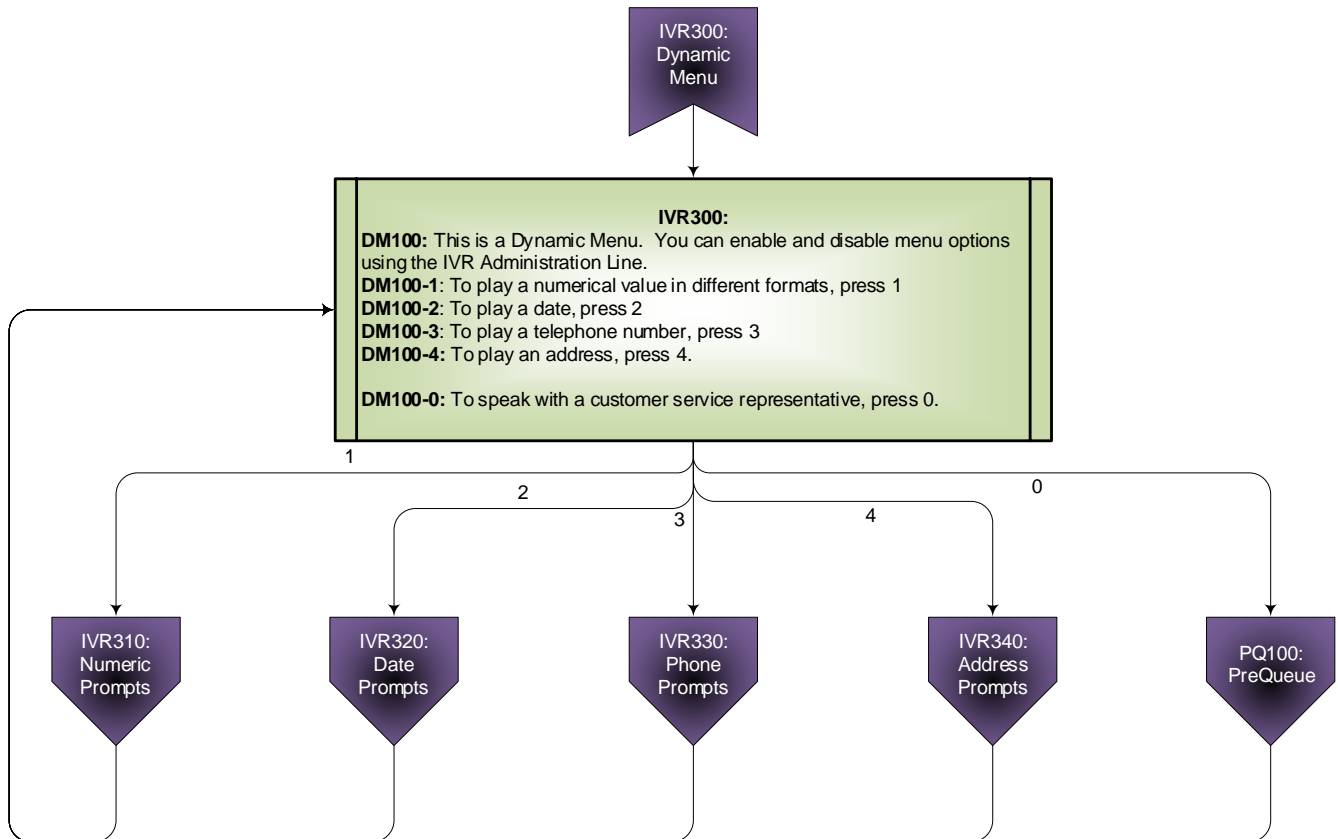 IVR300:
Dynamic
Menu
IVR300:
DM100: This is a Dynamic Menu. You can enable and disable menu options
using the IVR Administration Line.
DM100-1: To play a numerical value in different formats, press 1
DM100-2: To play a date, press 2
DM100-3: To play a telephone number, press 3
DM100-4: To play an address, press 4.
DM100-0: To speak with a customer service representative, press 0.
1
2
3
4
0
IVR310:
Numeric
Prompts
IVR320:
Date
Prompts
IVR330:
Phone
Prompts
IVR340:
Address
Prompts
PQ100:
PreQueue